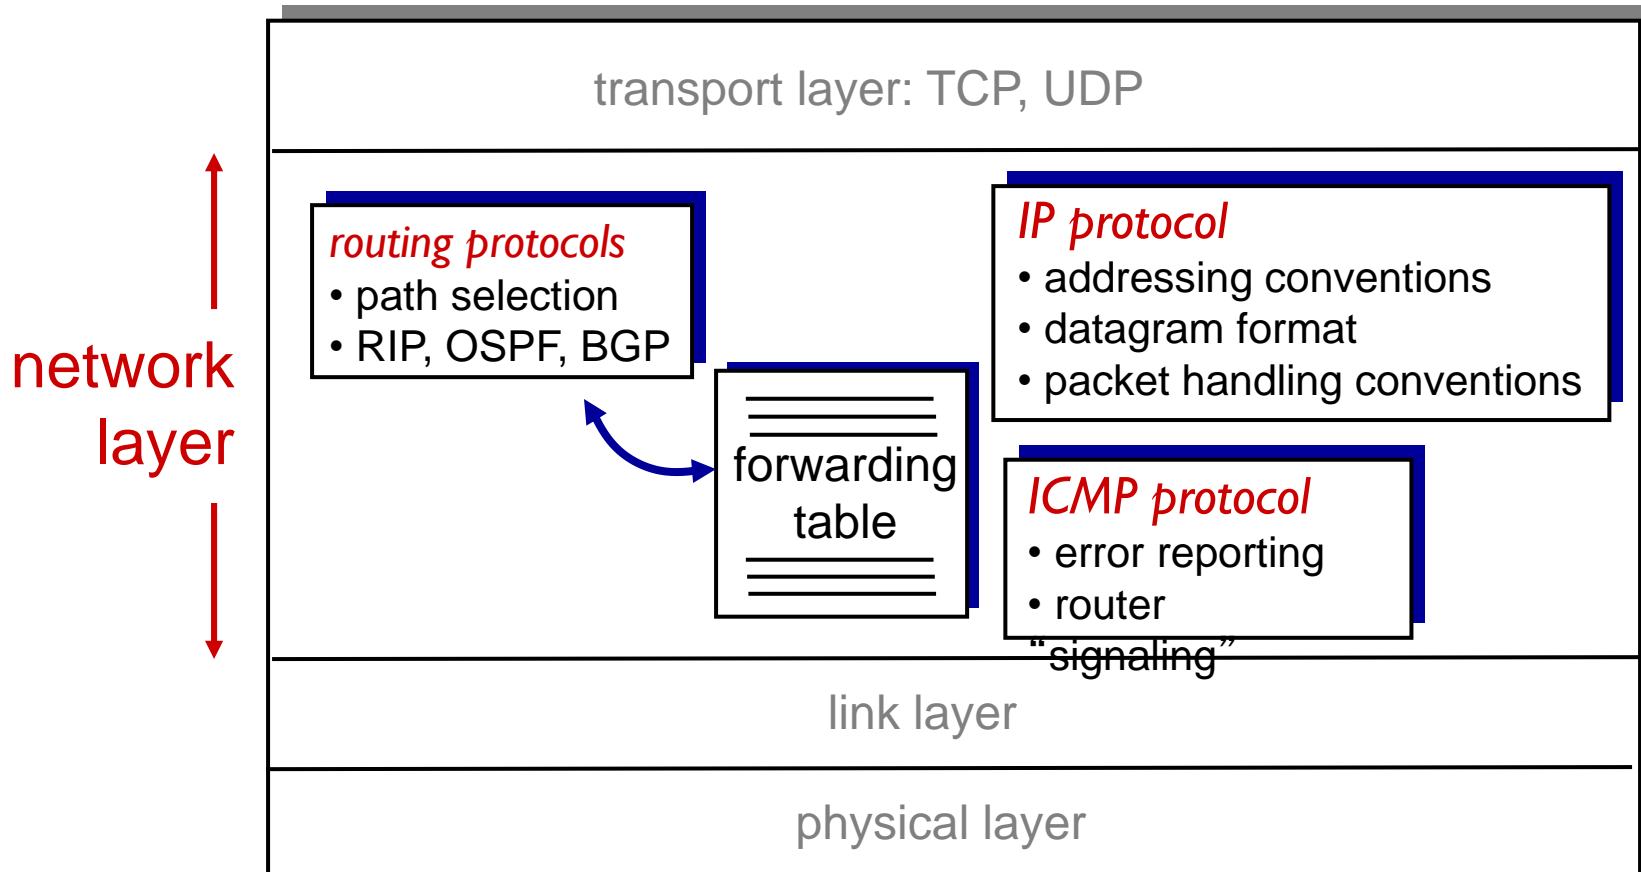 transport layer: TCP, UDP
network
layer
routing protocols
• path selection
• RIP, OSPF, BGP
forwarding
table
IP protocol
• addressing conventions
• datagram format
• packet handling conventions
ICMP protocol
• error reporting
• router
“signaling”
link layer
physical layer